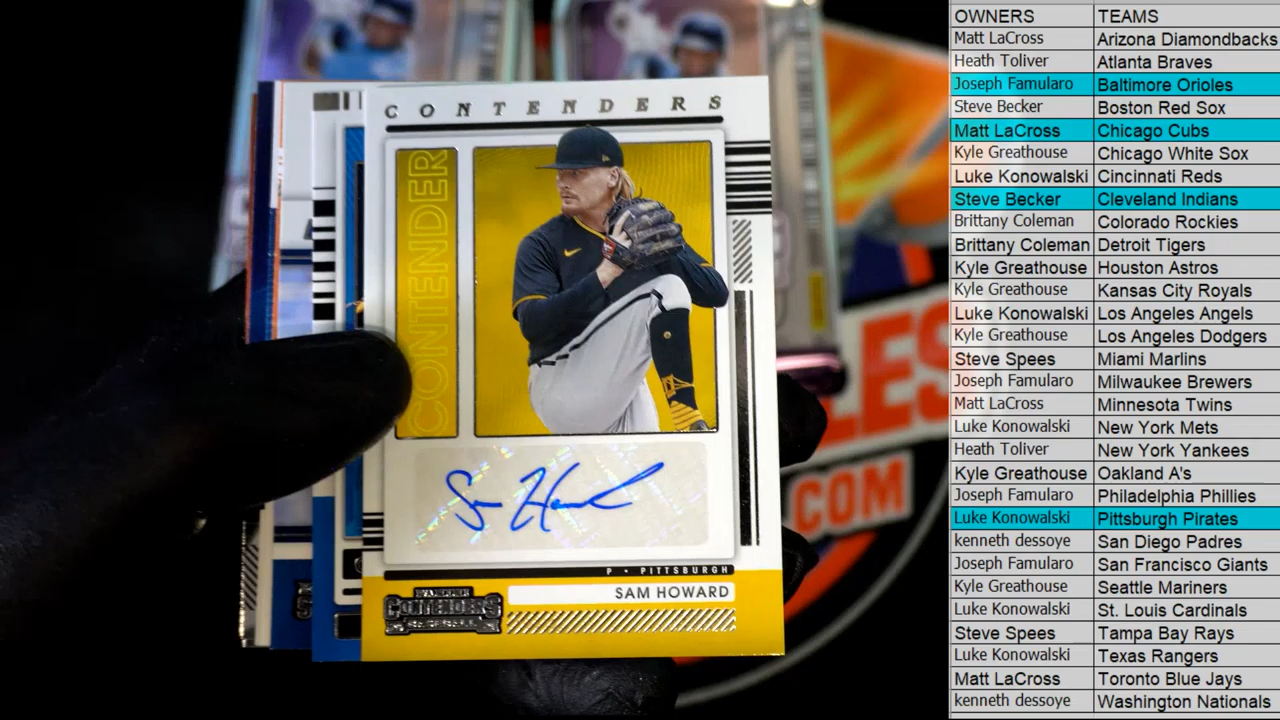 CONTENDERS
CONTENDER
Sam Howard
P • PITTSBURGH
SAM HOWARD
CONTENDERS
LES
.COM
OWNERS TEAMS
Matt LaCross Arizona Diamondbacks
Heath Toliver Atlanta Braves
Joseph Famularo Baltimore Orioles
Steve Becker Boston Red Sox
Matt LaCross Chicago Cubs
Kyle Greathouse Chicago White Sox
Luke Konowalski Cincinnati Reds
Steve Becker Cleveland Indians
Brittany Coleman Colorado Rockies
Brittany Coleman Detroit Tigers
Kyle Greathouse Houston Astros
Kyle Greathouse Kansas City Royals
Luke Konowalski Los Angeles Angels
Kyle Greathouse Los Angeles Dodgers
Steve Spees Miami Marlins
Joseph Famularo Milwaukee Brewers
Matt LaCross Minnesota Twins
Luke Konowalski New York Mets
Heath Toliver New York Yankees
Kyle Greathouse Oakland A's
Joseph Famularo Philadelphia Phillies
Luke Konowalski Pittsburgh Pirates
kenneth dessoye San Diego Padres
Joseph Famularo San Francisco Giants
Kyle Greathouse Seattle Mariners
Luke Konowalski St. Louis Cardinals
Steve Spees Tampa Bay Rays
Luke Konowalski Texas Rangers
Matt LaCross Toronto Blue Jays
kenneth dessoye Washington Nationals